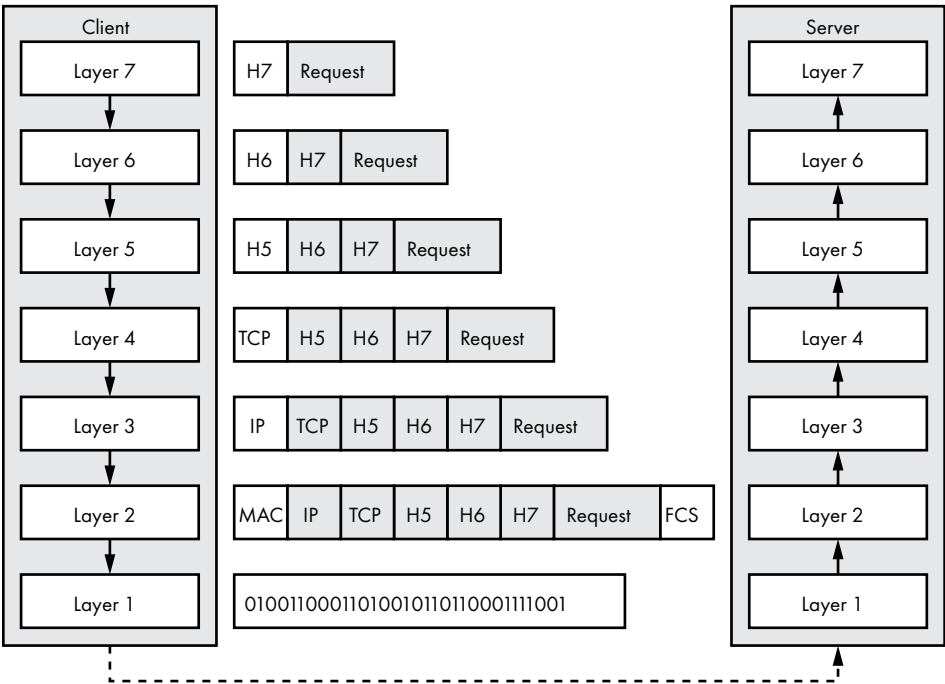 Client
Server
Layer 7
H7 Request
Layer 7
Layer 6
H6 H7 Request
Layer 6
Layer 5
H5 H6 H7 Request
Layer 5
Layer 4
TCP H5 H6 H7 Request
Layer 4
Layer 3
IP TCP H5 H6 H7 Request
Layer 3
Layer 2
MAC IP TCP H5 H6 H7 Request FCS
Layer 2
Layer 1
01001100011010010110110001111001
Layer 1